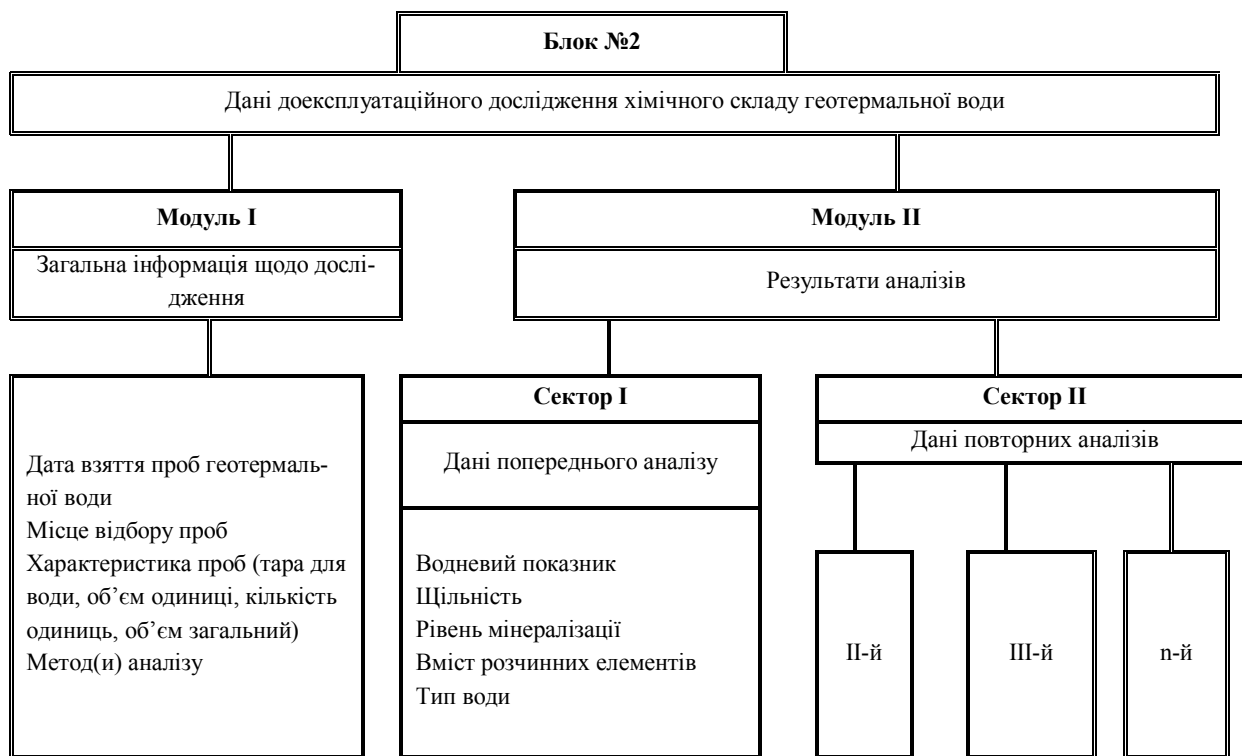 Блок №2
Дані доексплуатаційного дослідження хімічного складу геотермальної води
Модуль I
Загальна інформація щодо дослі-
дження
Модуль II
Результати аналізів
Дата взяття проб геотермаль-
ної води
Місце відбору проб
Характеристика проб (тара для
води, об’єм одиниці, кількість
одиниць, об’єм загальний)
Метод(и) аналізу
Сектор I
Дані попереднього аналізу
Водневий показник
Щільність
Рівень мінералізації
Вміст розчинних елементів
Тип води
Сектор II
Дані повторних аналізів
II-й
III-й
n-й